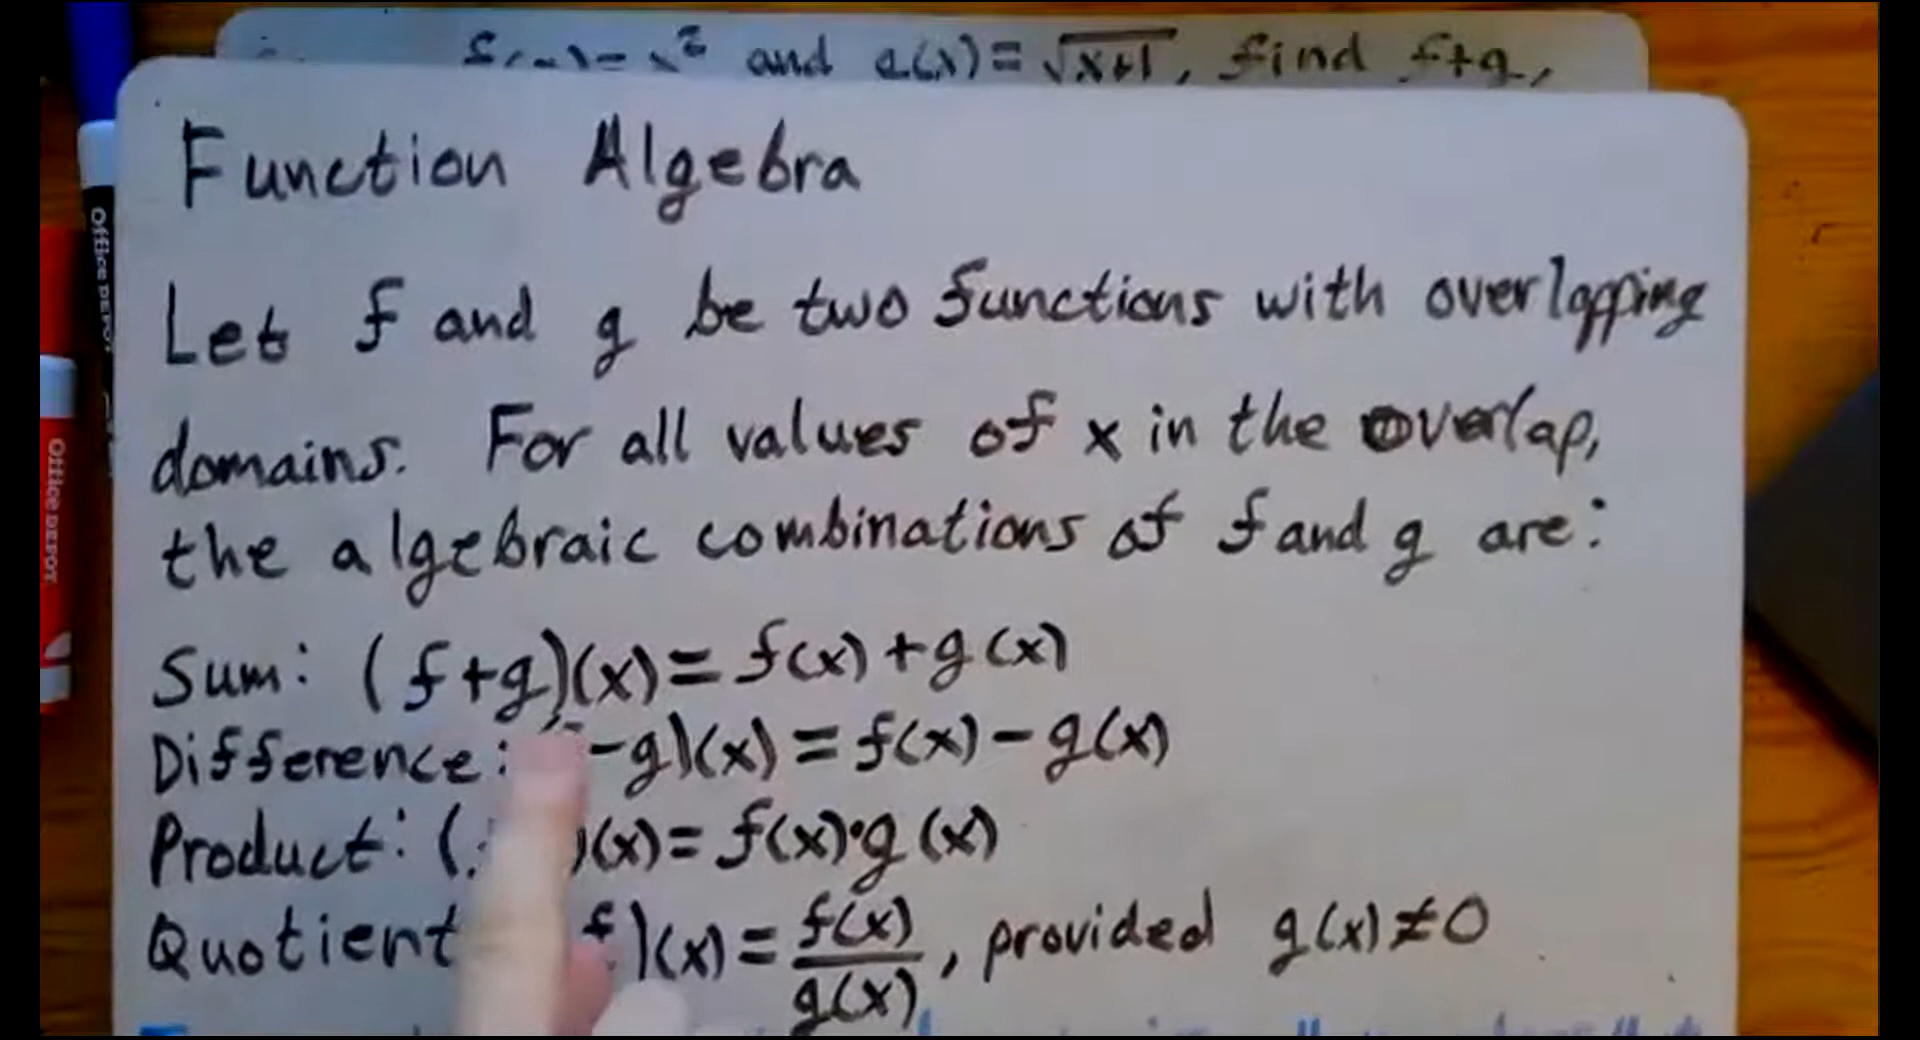 and g(x)=√x+1, find f+g,
Function Algebra
Let f and g be two functions with overlapping
domains. For all values of x in the overlap,
the algebraic combinations of f and g are:
Sum: (f+g)(x)=f(x)+g(x)
Difference: -g)(x)=f(x)-g(x)
Product: ( )(x)=f(x)·g(x)
Quotient f)(x)=f(x)/g(x), provided g(x)≠0
Office DEPOT
Office DEPOT